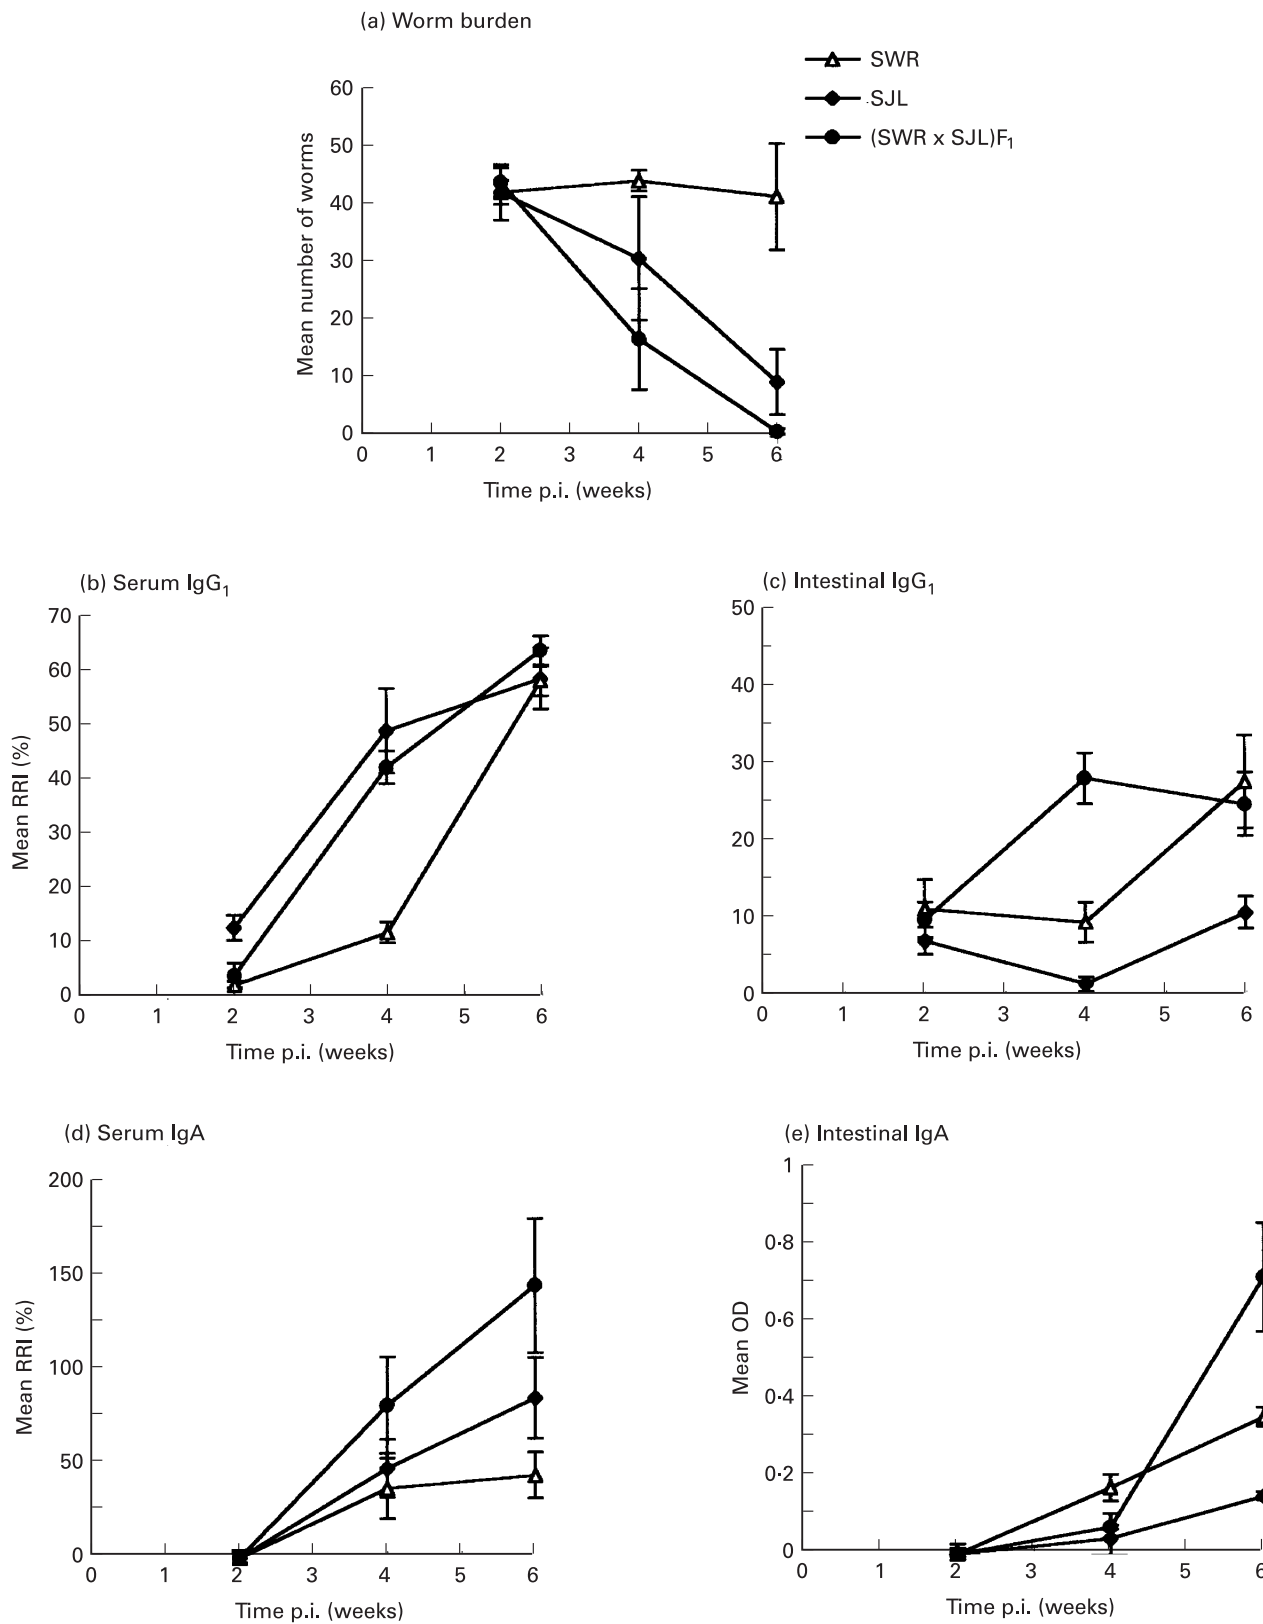 (a) Worm burden
SWR
SJL
(SWR x SJL)F₁
60
50
40
30
20
10
0
Mean number of worms
0 1 2 3 4 5 6
Time p.i. (weeks)
(b) Serum IgG₁
70
60
50
40
30
20
10
0
Mean RRI (%)
0 1 2 3 4 5 6
Time p.i. (weeks)
(c) Intestinal IgG₁
50
40
30
20
10
0
0 1 2 3 4 5 6
Time p.i. (weeks)
(d) Serum IgA
200
150
100
50
0
Mean RRI (%)
0 1 2 3 4 5 6
Time p.i. (weeks)
(e) Intestinal IgA
1
0·8
0·6
0·4
0·2
0
Mean OD
0 1 2 3 4 5 6
Time p.i. (weeks)